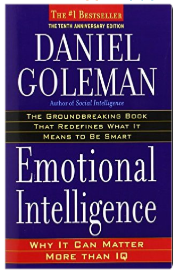 THE #1 BESTSELLER
THE TENTH ANNIVERSARY EDITION
DANIEL
GOLEMAN
Author of Social Intelligence
THE GROUNDBREAKING BOOK
THAT REDEFINES WHAT IT
MEANS TO BE SMART
Emotional
Intelligence
WHY IT CAN MATTER
MORE THAN IQ